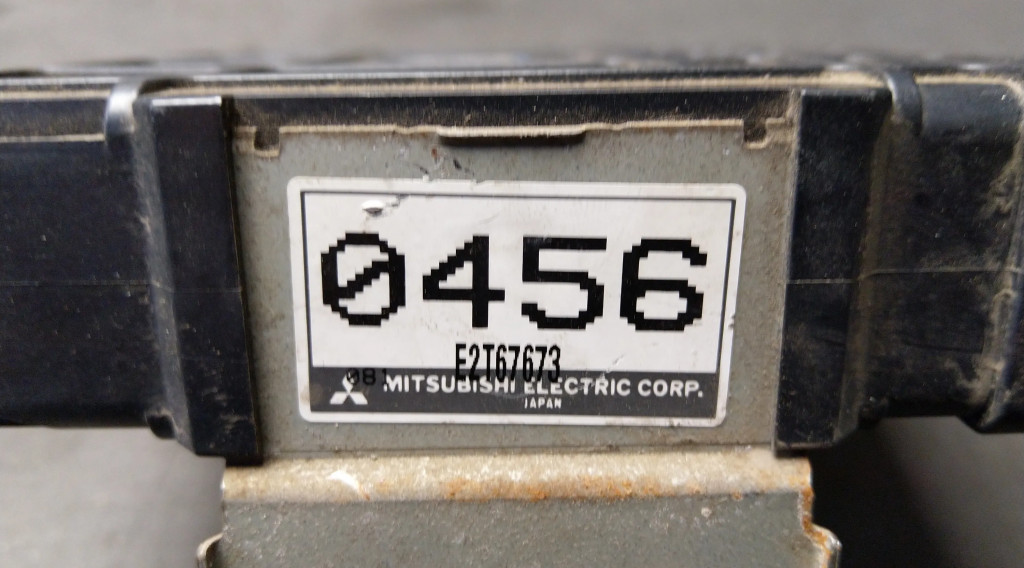 0456
E2T67673
081 MITSUBISHI ELECTRIC CORP.
JAPAN